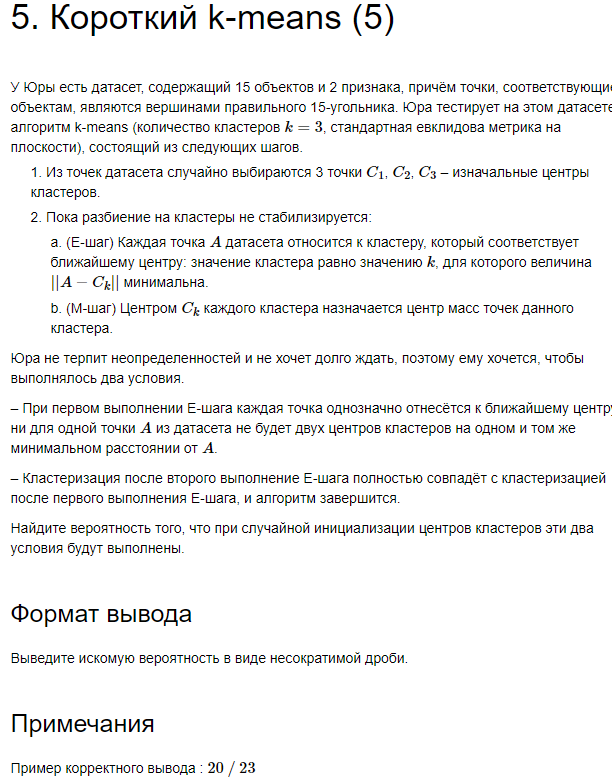 5. Короткий k-means (5)
У Юры есть датасет, содержащий 15 объектов и 2 признака, причём точки, соответствующи
объектам, являются вершинами правильного 15-угольника. Юра тестирует на этом датасете
алгоритм k-means (количество кластеров k = 3, стандартная евклидова метрика на
плоскости), состоящий из следующих шагов.
1. Из точек датасета случайно выбираются 3 точки C₁, C₂, C₃ – изначальные центры
кластеров.
2. Пока разбиение на кластеры не стабилизируется:
a. (Е-шаг) Каждая точка A датасета относится к кластеру, который соответствует
ближайшему центру: значение кластера равно значению k, для которого величина
||A − Cₖ|| минимальна.
b. (М-шаг) Центром Cₖ каждого кластера назначается центр масс точек данного
кластера.
Юра не терпит неопределенностей и не хочет долго ждать, поэтому ему хочется, чтобы
выполнялось два условия.
– При первом выполнении Е-шага каждая точка однозначно отнесётся к ближайшему центру
ни для одной точки A из датасета не будет двух центров кластеров на одном и том же
минимальном расстоянии от A.
– Кластеризация после второго выполнение Е-шага полностью совпадёт с кластеризацией
после первого выполнения Е-шага, и алгоритм завершится.
Найдите вероятность того, что при случайной инициализации центров кластеров эти два
условия будут выполнены.
Формат вывода
Выведите искомую вероятность в виде несократимой дроби.
Примечания
Пример корректного вывода : 20 / 23